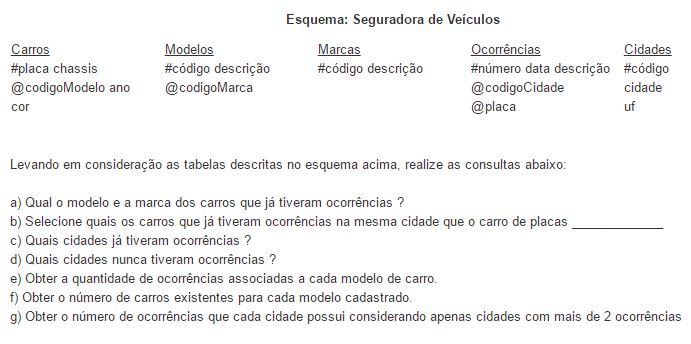 Esquema: Seguradora de Veículos
Carros Modelos Marcas Ocorrências Cidades
#placa chassis #código descrição #código descrição #número data descrição #código
@codigoModelo ano @codigoMarca @codigoCidade cidade
cor @placa uf
Levando em consideração as tabelas descritas no esquema acima, realize as consultas abaixo:
a) Qual o modelo e a marca dos carros que já tiveram ocorrências ?
b) Selecione quais os carros que já tiveram ocorrências na mesma cidade que o carro de placas _____________
c) Quais cidades já tiveram ocorrências ?
d) Quais cidades nunca tiveram ocorrências ?
e) Obter a quantidade de ocorrências associadas a cada modelo de carro.
f) Obter o número de carros existentes para cada modelo cadastrado.
g) Obter o número de ocorrências que cada cidade possui considerando apenas cidades com mais de 2 ocorrências